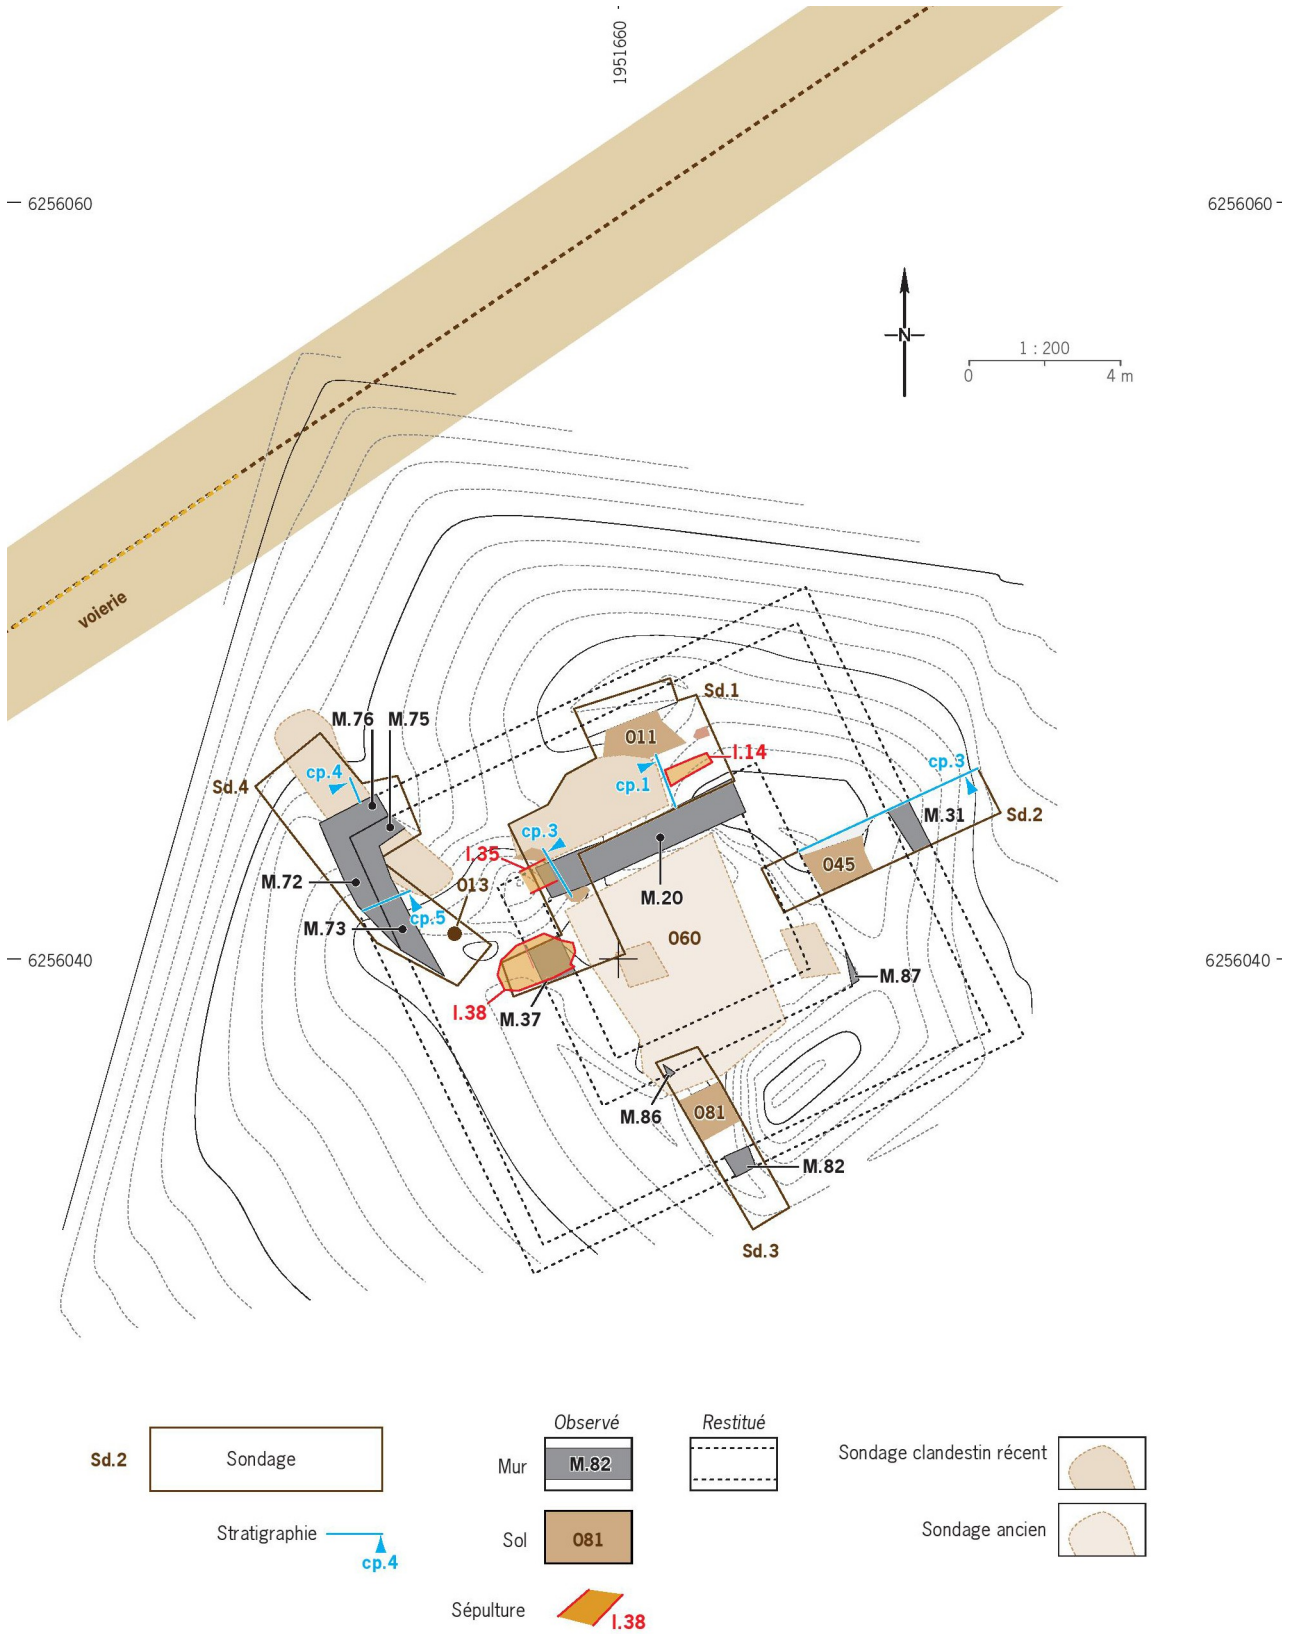 1951660
6256060
6256060
N
1 : 200
0
4 m
voierie
Sd.1
M.76
M.75
011
I.14
cp.4
cp.1
cp.3
Sd.4
M.31
Sd.2
cp.3
I.35
045
M.72
013
M.20
cp.5
M.73
060
6256040
6256040
M.87
I.38
M.37
M.86
081
M.82
Sd.3
Observé
Restitué
Sd.2
Sondage
Mur
M.82
Sondage clandestin récent
Stratigraphie
cp.4
Sol
081
Sondage ancien
Sépulture
I.38